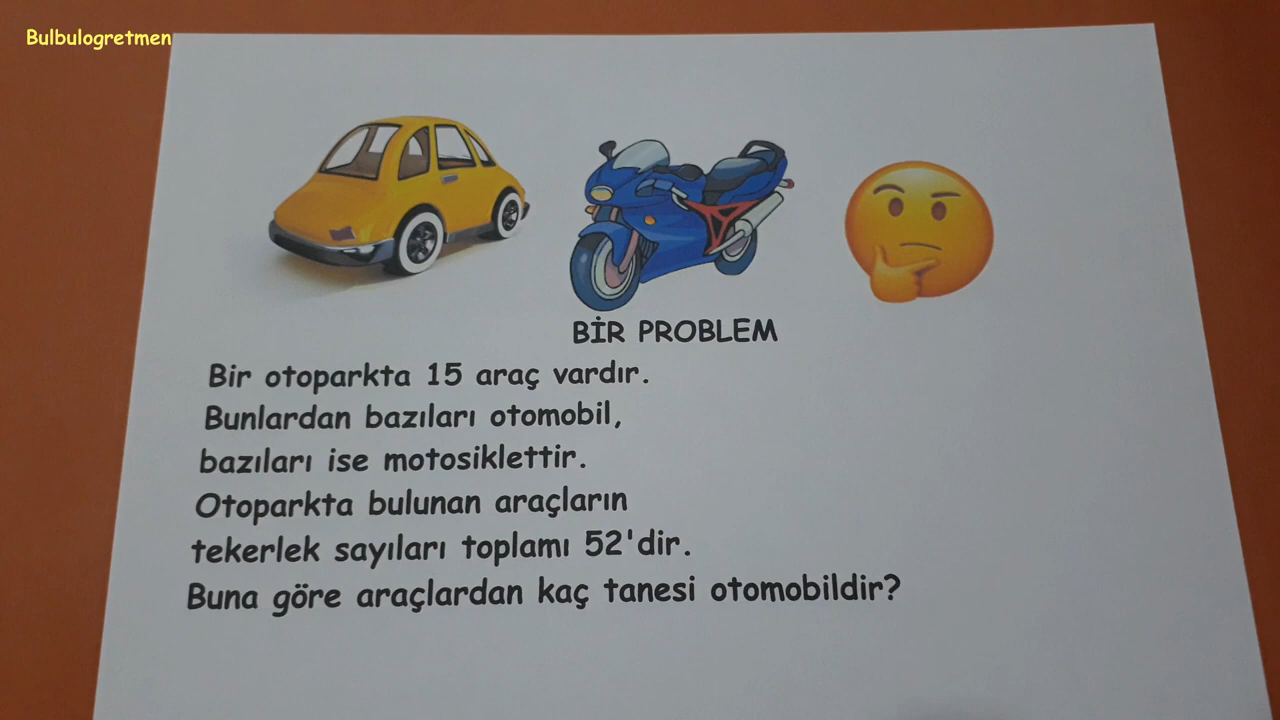 Bulbulogretmen
BİR PROBLEM
Bir otoparkta 15 araç vardır.
Bunlardan bazıları otomobil,
bazıları ise motosiklettir.
Otoparkta bulunan araçların
tekerlek sayıları toplamı 52'dir.
Buna göre araçlardan kaç tanesi otomobildir?